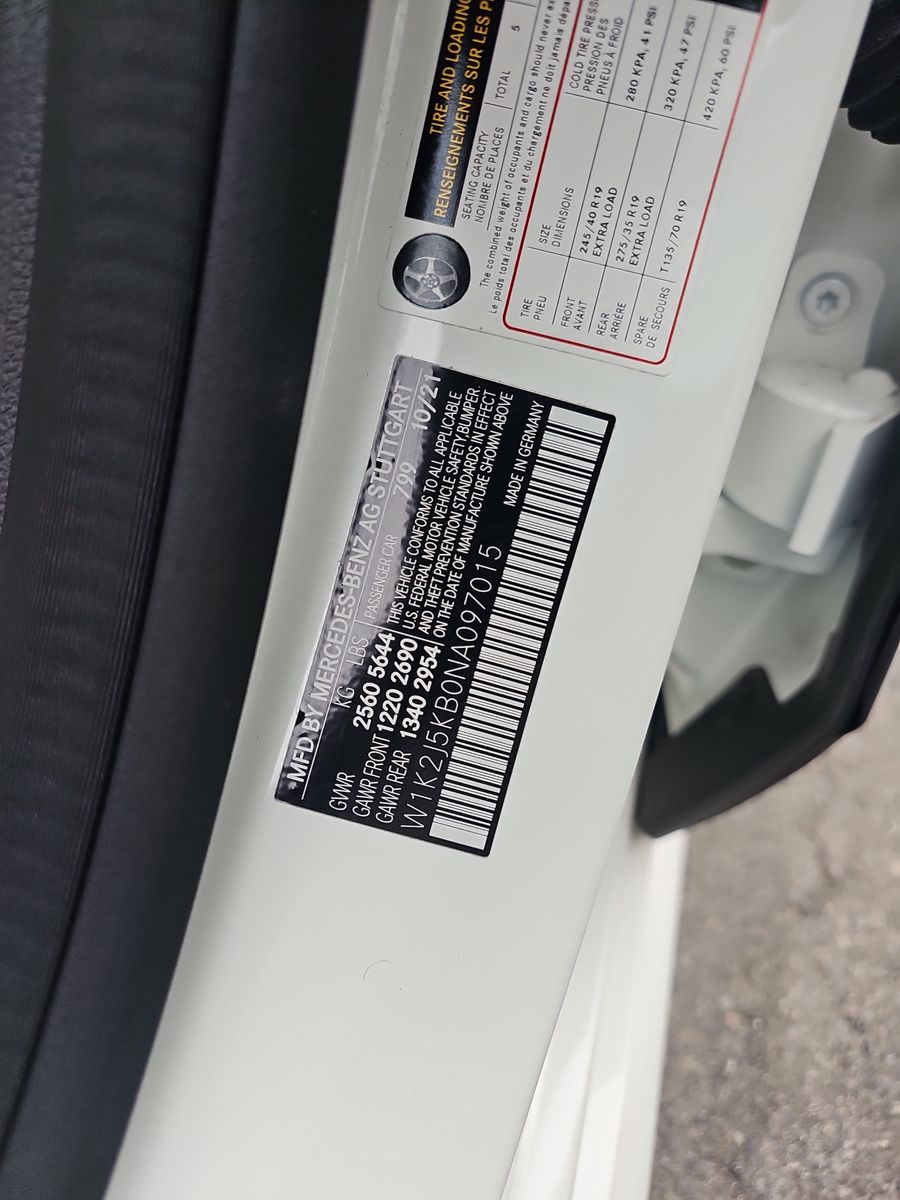 TIRE AND LOADING
RENSEIGNEMENTS SUR LES
SEATING CAPACITY
NOMBRE DE PLACES
TOTAL 5
The combined weight of occupants and cargo should never
Le poids total des occupants et du chargement ne doit jamais
TIRE
PNEU
SIZE
DIMENSIONS
COLD TIRE
PRESSION DES
PNEUS À FROID
FRONT
AVANT
245/40 R19
EXTRA LOAD
280 KPA, 41 PSI
REAR
ARRIÈRE
275/35 R19
EXTRA LOAD
320 KPA, 47 PSI
SPARE
DE SECOURS
T135/70 R19
420 KPA, 60 PSI
*MFD BY MERCEDES-BENZ AG STUTTGART
KG LBS PASSENGER CAR 799 10/21
GVWR 2560 5644
GAWR FRONT 1220 2690
GAWR REAR 1340 2954
THIS VEHICLE CONFORMS TO ALL APPLICABLE
U.S. FEDERAL MOTOR VEHICLE SAFETY, BUMPER,
AND THEFT PREVENTION STANDARDS IN EFFECT
ON THE DATE OF MANUFACTURE SHOWN ABOVE
W1K2J5KB0NA097015 MADE IN GERMANY